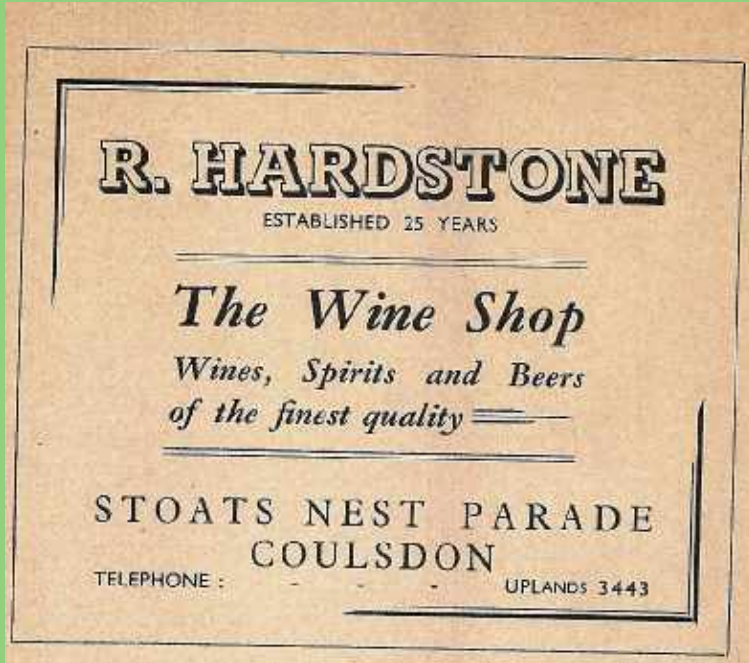 R. HARDSTONE
ESTABLISHED 25 YEARS
The Wine Shop
Wines, Spirits and Beers
of the finest quality
STOATS NEST PARADE
COULSDON
TELEPHONE : - - - UPLANDS 3443